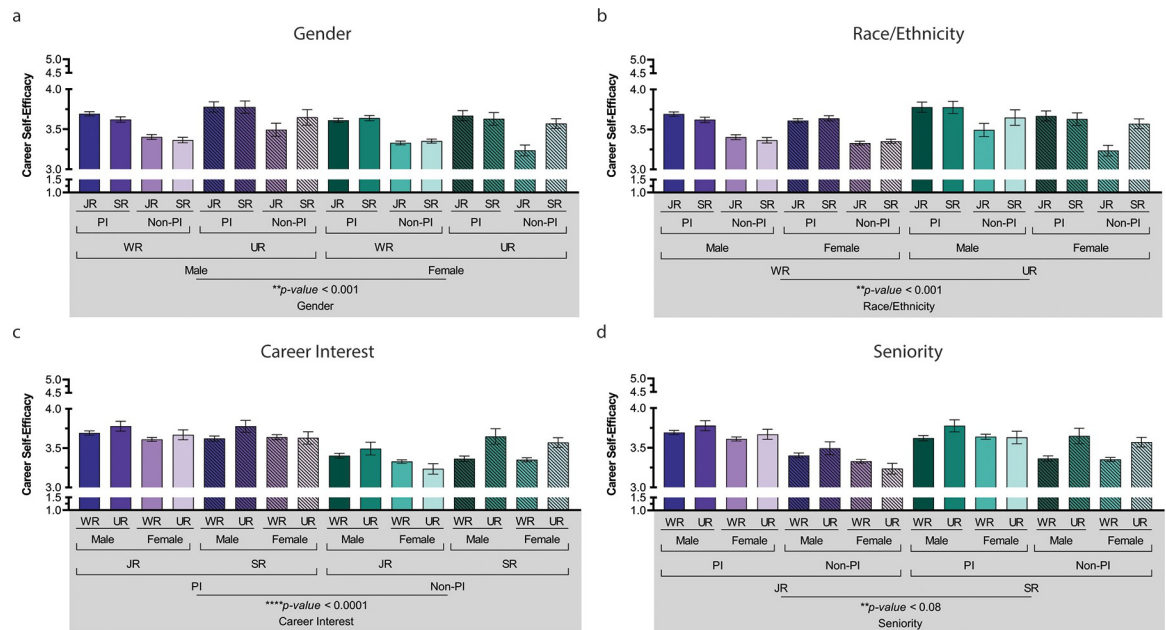 a
Gender
Career Self-Efficacy
5.0
4.5
4.0
3.5
3.0
1.5
1.0
JR SR JR SR JR SR JR SR JR SR JR SR JR SR JR SR
PI Non-PI PI Non-PI PI Non-PI PI Non-PI
WR UR WR UR
Male Female
**p-value < 0.001
Gender
b
Race/Ethnicity
Career Self-Efficacy
5.0
4.5
4.0
3.5
3.0
1.5
1.0
JR SR JR SR JR SR JR SR JR SR JR SR JR SR JR SR
PI Non-PI PI Non-PI PI Non-PI PI Non-PI
Male Female Male Female
WR UR
**p-value < 0.001
Race/Ethnicity
c
Career Interest
Career Self-Efficacy
5.0
4.5
4.0
3.5
3.0
1.5
1.0
WR UR WR UR WR UR WR UR WR UR WR UR WR UR WR UR
Male Female Male Female Male Female Male Female
JR SR JR SR
PI Non-PI
****p-value < 0.0001
Career Interest
d
Seniority
Career Self-Efficacy
5.0
4.5
4.0
3.5
3.0
1.5
1.0
WR UR WR UR WR UR WR UR WR UR WR UR WR UR WR UR
Male Female Male Female Male Female Male Female
PI Non-PI PI Non-PI
JR SR
**p-value < 0.08
Seniority